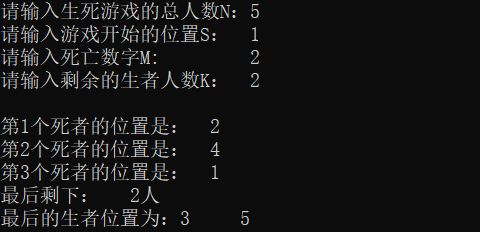 请输入生死游戏的总人数N: 5
请输入游戏开始的位置S:  1
请输入死亡数字M:        2
请输入剩余的生者人数K:  2

第1个死者的位置是:  2
第2个死者的位置是:  4
第3个死者的位置是:  1
最后剩下:   2人
最后的生者位置为:3    5